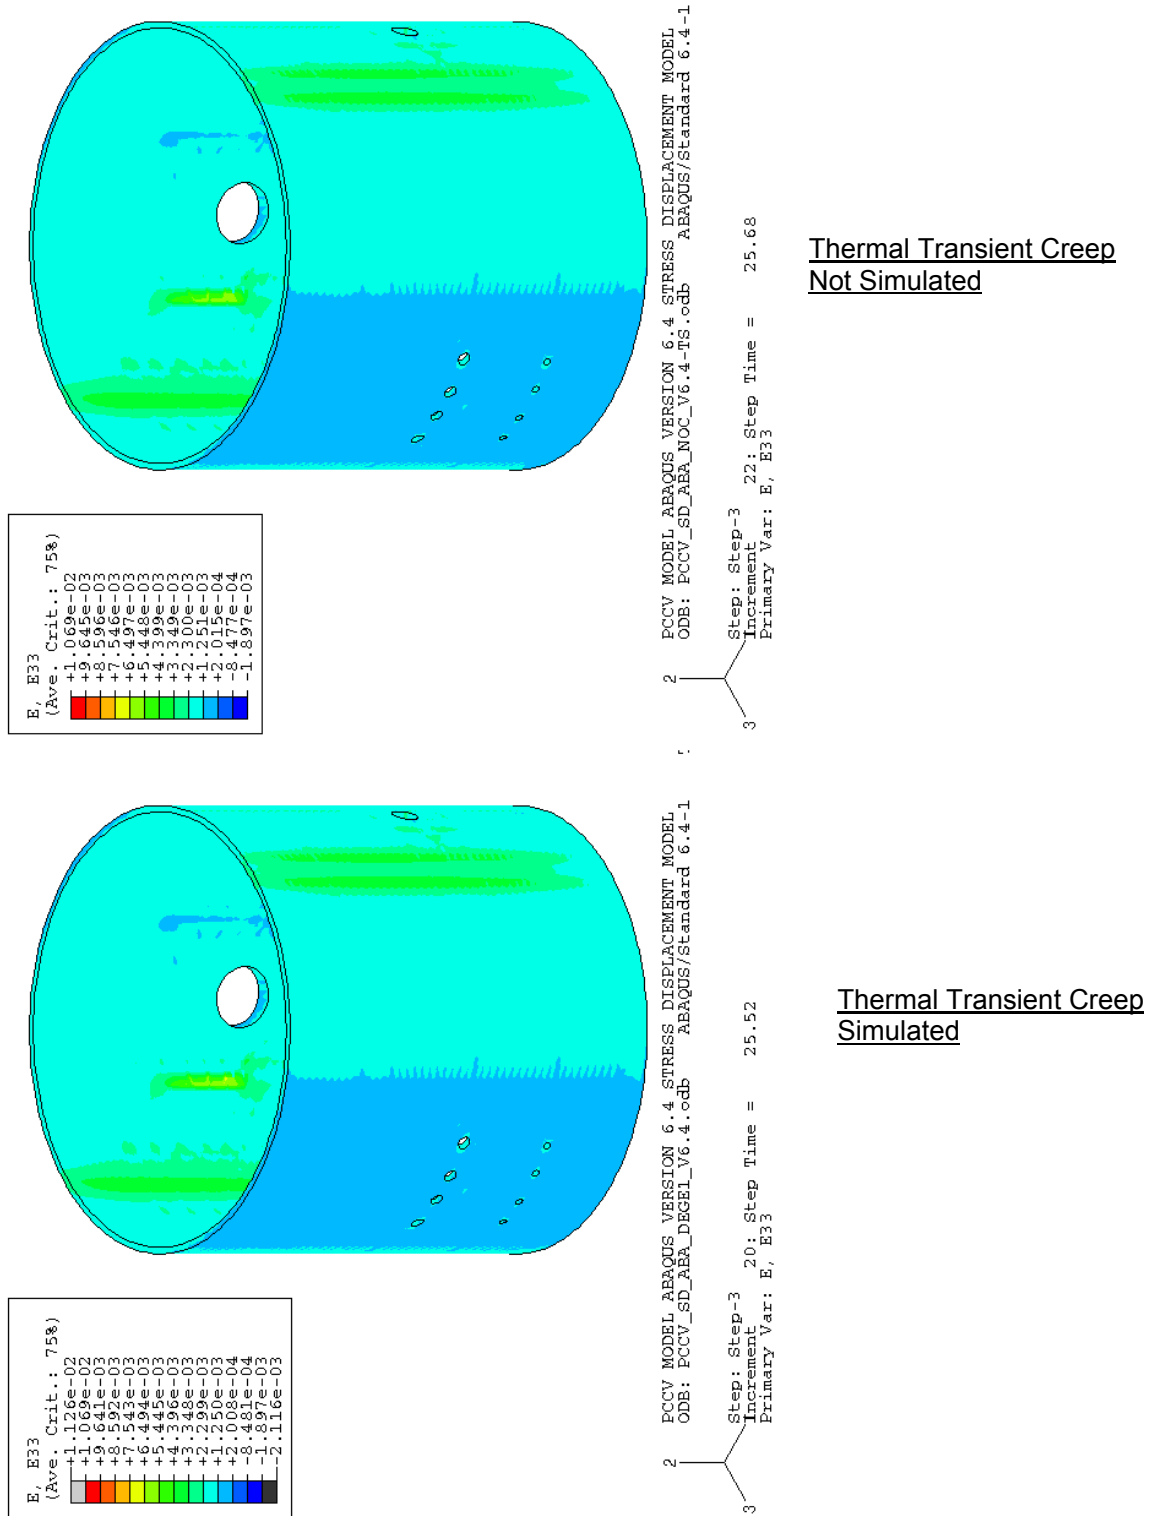 E, E33
(Ave. Crit.: 75%)
+1.069e-02
+9.645e-03
+8.596e-03
+7.546e-03
+6.497e-03
+5.448e-03
+4.399e-03
+3.349e-03
+2.300e-03
+1.251e-03
+2.015e-04
-8.477e-04
-1.897e-03
PCCV MODEL ABAQUS VERSION 6.4 STRESS DISPLACEMENT MODEL
ODB: PCCV_SD_ABA_NOC_V6.4-TS.odb ABAQUS/Standard 6.4-1
2
3
Step: Step-3
Increment 22: Step Time = 25.68
Primary Var: E, E33
Thermal Transient Creep
Not Simulated
E, E33
(Ave. Crit.: 75%)
+1.126e-02
+1.069e-02
+9.641e-03
+8.592e-03
+7.543e-03
+6.494e-03
+5.445e-03
+4.396e-03
+3.348e-03
+2.299e-03
+1.250e-03
+2.008e-04
-8.481e-04
-1.897e-03
-2.116e-03
PCCV MODEL ABAQUS VERSION 6.4 STRESS DISPLACEMENT MODEL
ODB: PCCV_SD_ABA_DEGE1_V6.4.odb ABAQUS/Standard 6.4-1
2
3
Step: Step-3
Increment 20: Step Time = 25.52
Primary Var: E, E33
Thermal Transient Creep
Simulated